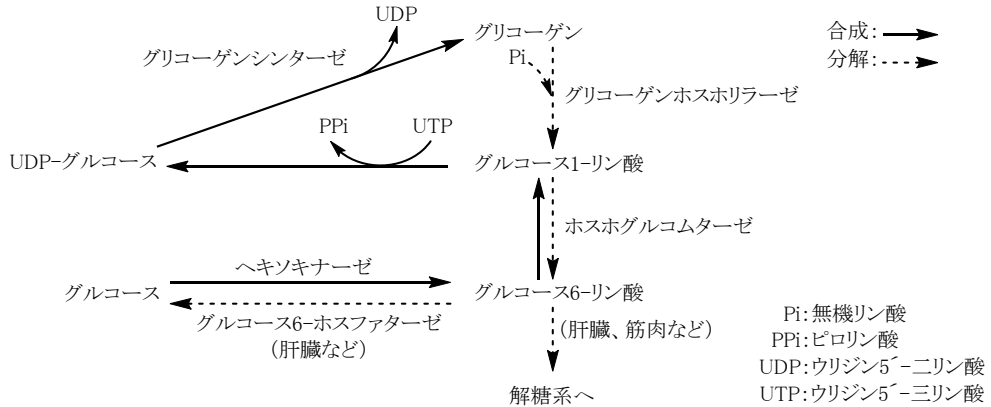 UDP
グリコーゲン
合成:
分解:
グリコーゲンシンターゼ
Pi
グリコーゲンホスホリラーゼ
PPi
UTP
UDP-グルコース
グルコース1-リン酸
ホスホグルコムターゼ
ヘキソキナーゼ
グルコース
グルコース6-リン酸
グルコース6-ホスファターゼ
(肝臓など)
(肝臓、筋肉など)
解糖系へ
Pi:無機リン酸
PPi:ピロリン酸
UDP:ウリジン5´-二リン酸
UTP:ウリジン5´-三リン酸